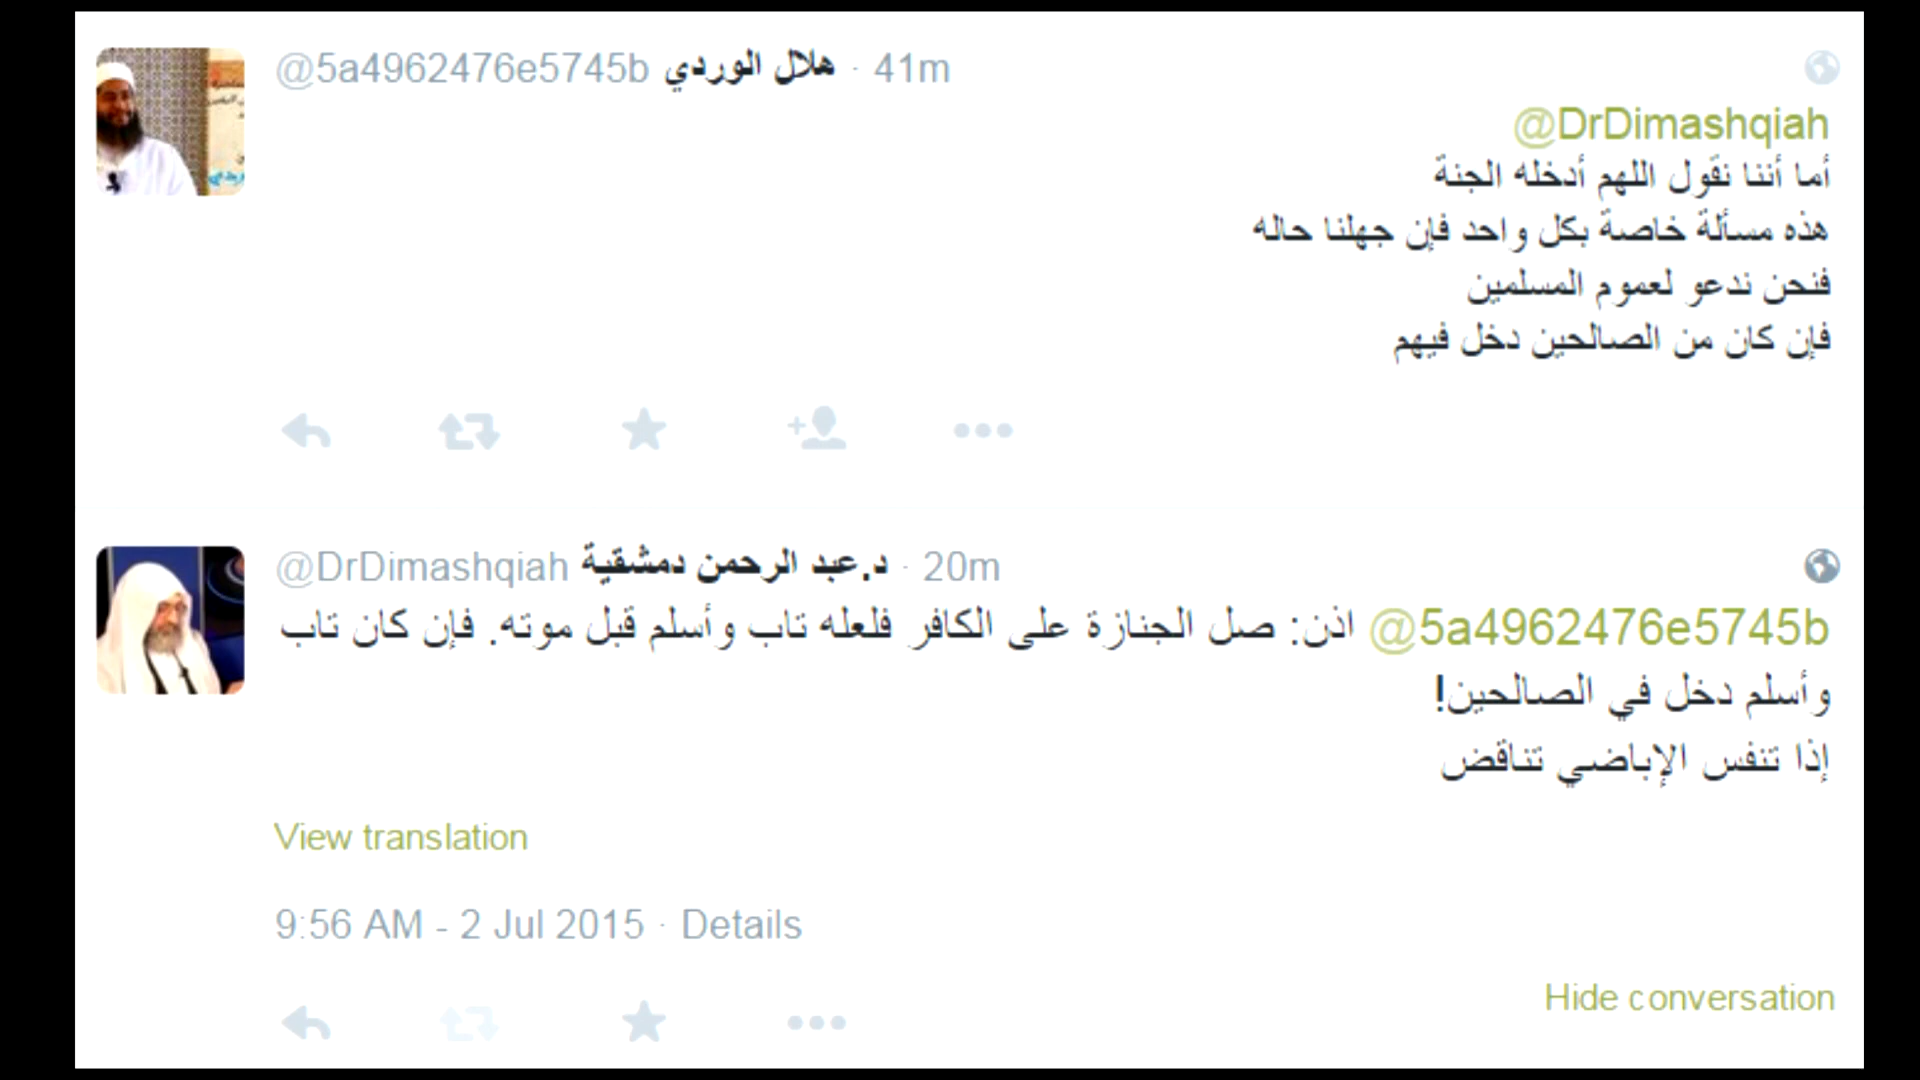 هلال الوردي @5a4962476e5745b · 41m
@DrDimashqiah
أما أننا نقول اللهم أدخله الجنة
هذه مسألة خاصة بكل واحد فإن جهلنا حاله
فنحن ندعو لعموم المسلمين
فإن كان من الصالحين دخل فيهم
د.عبد الرحمن دمشقية @DrDimashqiah · 20m
@5a4962476e5745b اذن: صل الجنازة على الكافر فلعله تاب وأسلم قبل موته. فإن كان تاب
وأسلم دخل في الصالحين!
إذا تنفس الإباضي تناقض
View translation
9:56 AM - 2 Jul 2015 · Details
Hide conversation